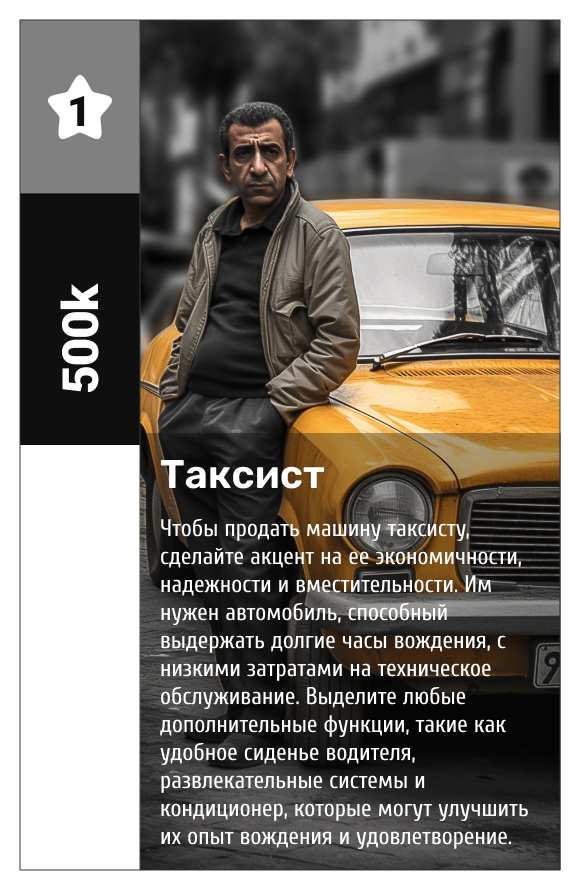 1
500k
Таксист
Чтобы продать машину таксисту,
сделайте акцент на ее экономичности,
надежности и вместительности. Им
нужен автомобиль, способный
выдержать долгие часы вождения, с
низкими затратами на техническое
обслуживание. Выделите любые
дополнительные функции, такие как
удобное сиденье водителя,
развлекательные системы и
кондиционер, которые могут улучшить
их опыт вождения и удовлетворение.
9